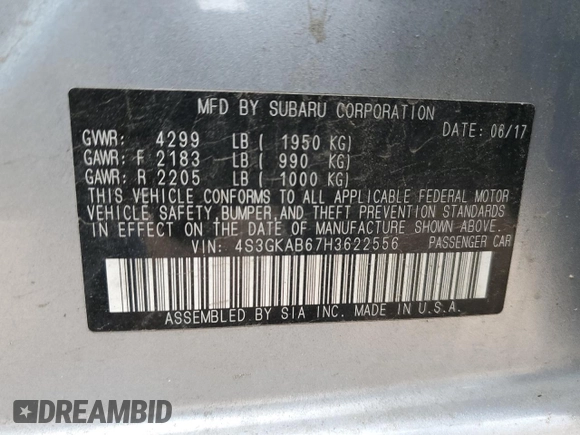 MFD BY SUBARU CORPORATION
DATE: 06/17
GVWR: 4299 LB ( 1950 KG)
GAWR: F 2183 LB ( 990 KG)
GAWR: R 2205 LB ( 1000 KG)
THIS VEHICLE CONFORMS TO ALL APPLICABLE FEDERAL MOTOR
VEHICLE SAFETY,BUMPER,AND THEFT PREVENTION STANDARDS
IN EFFECT ON THE DATE OF MANUFACTURE SHOWN ABOVE.
VIN: 4S3GKAB67H3622556 PASSENGER CAR
ASSEMBLED BY SIA INC. MADE IN U.S.A.
DREAMBID